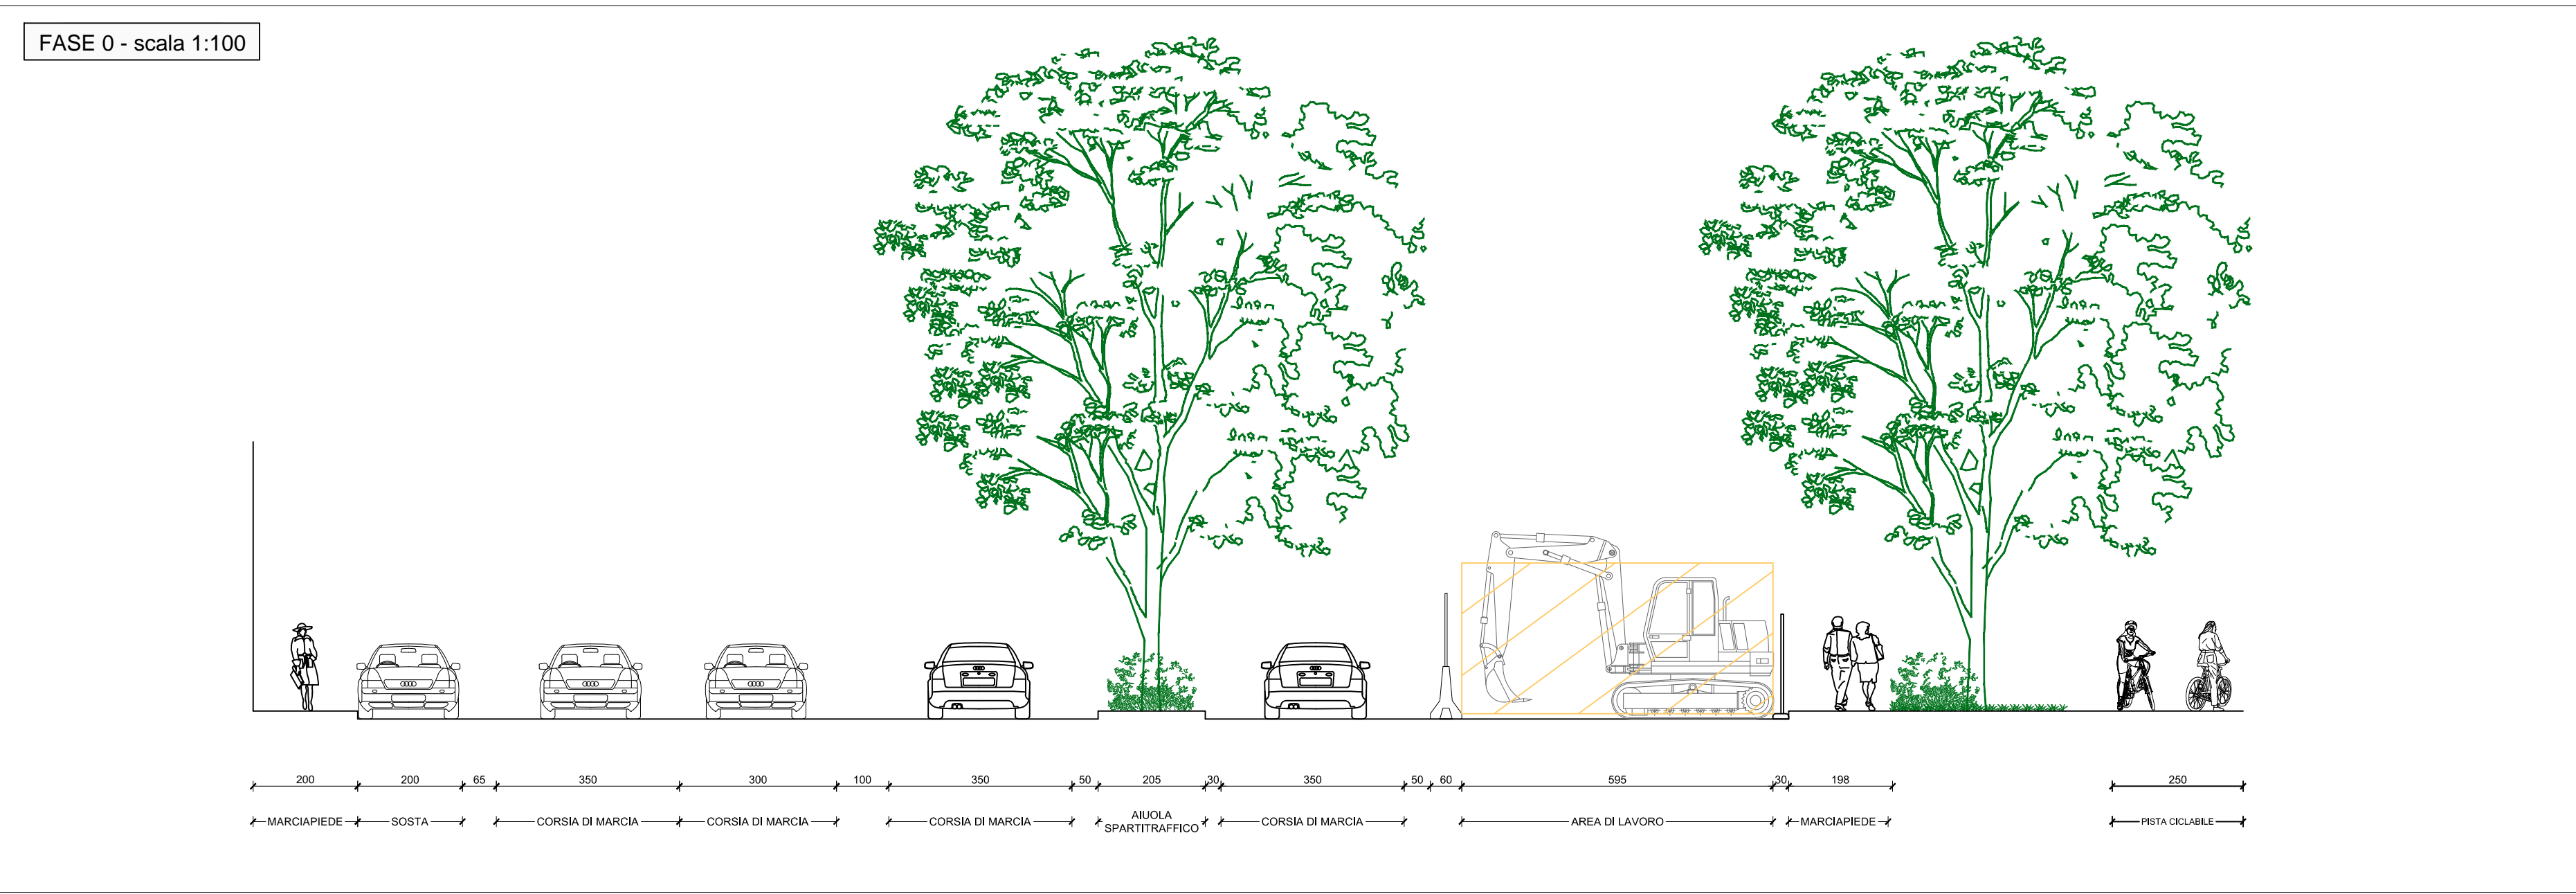 FASE 0 - scala 1:100
200 200 65 350 300 100 350 50 205 30 350 50 60 595 30 198 250
MARCIAPIEDE SOSTA CORSIA DI MARCIA CORSIA DI MARCIA CORSIA DI MARCIA AIUOLA CORSIA DI MARCIA AREA DI LAVORO MARCIAPIEDE PISTA CICLABILE
SPARTITRAFFICO